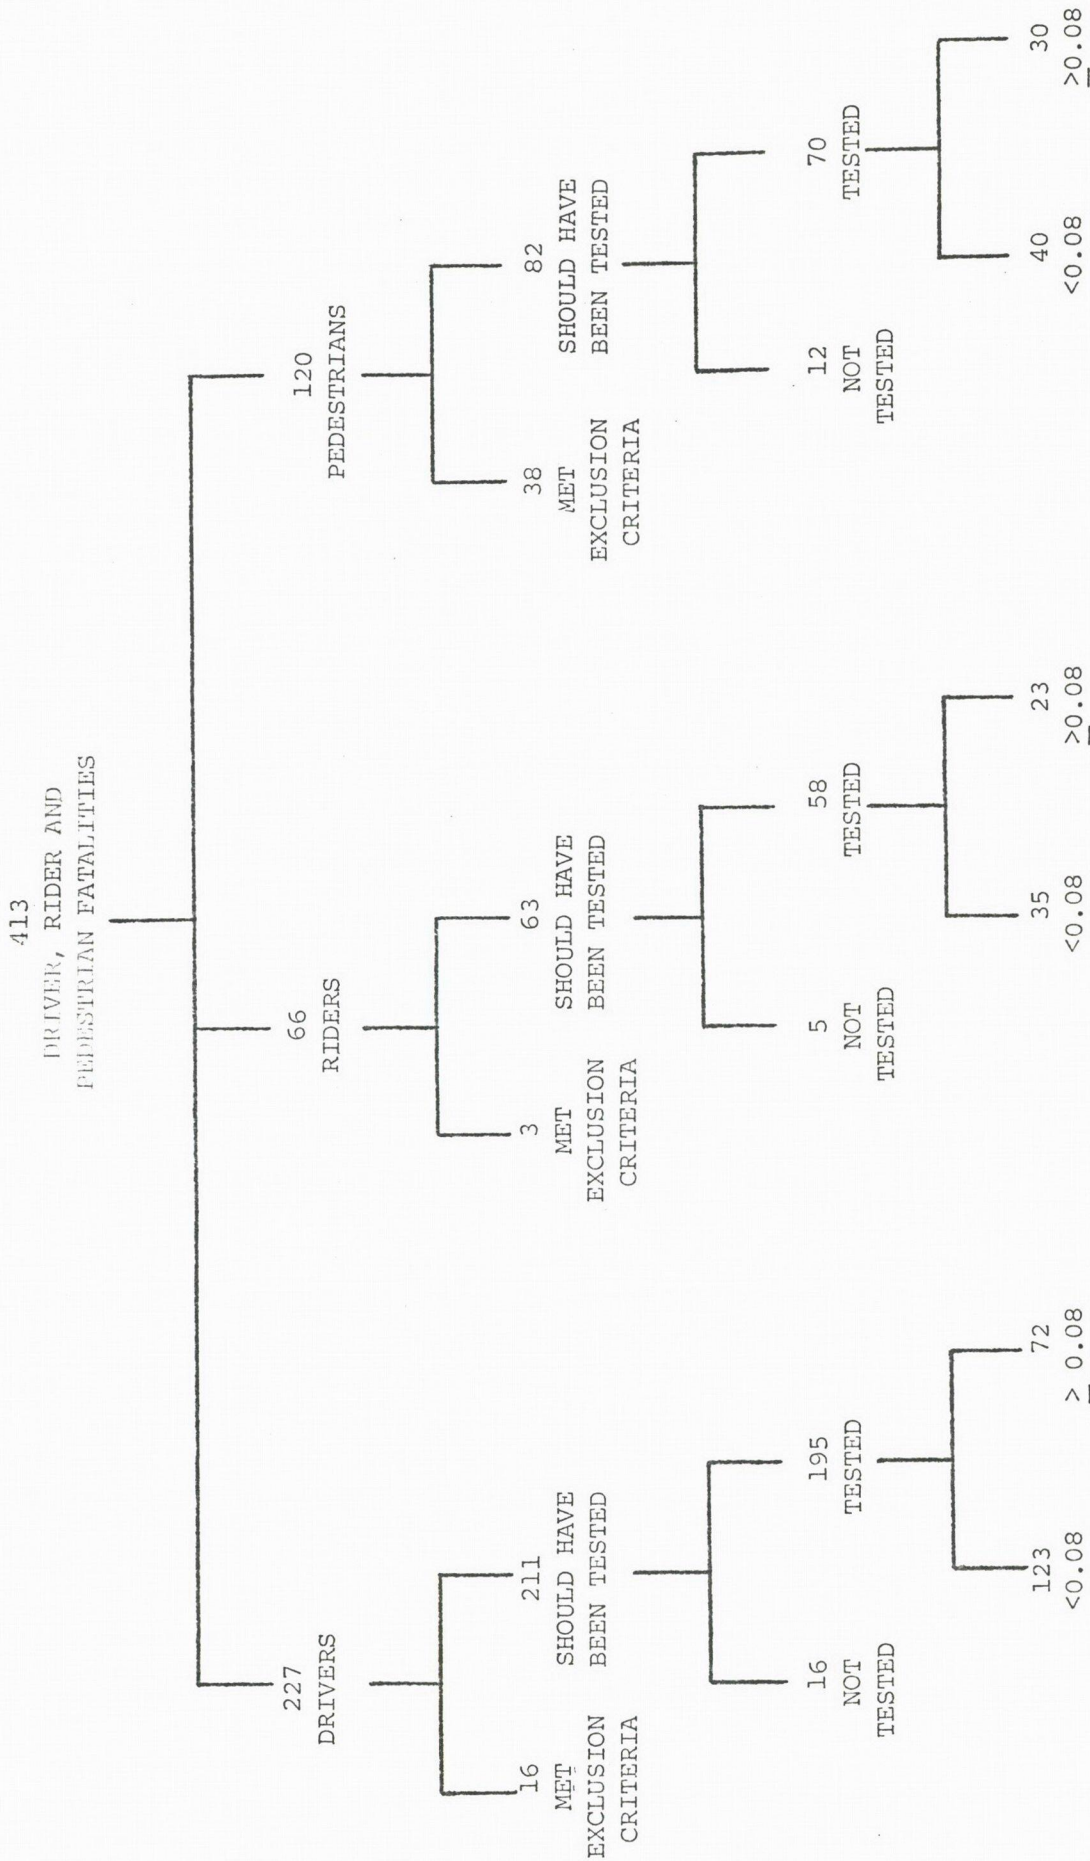 413
DRIVER, RIDER AND
PEDESTRIAN FATALITIES
227
DRIVERS
66
RIDERS
120
PEDESTRIANS
16
MET
EXCLUSION
CRITERIA
211
SHOULD HAVE
BEEN TESTED
3
MET
EXCLUSION
CRITERIA
63
SHOULD HAVE
BEEN TESTED
38
MET
EXCLUSION
CRITERIA
82
SHOULD HAVE
BEEN TESTED
16
NOT
TESTED
195
TESTED
5
NOT
TESTED
58
TESTED
12
NOT
TESTED
70
TESTED
123
<0.08
72
≥ 0.08
35
<0.08
23
≥0.08
40
<0.08
30
≥0.08